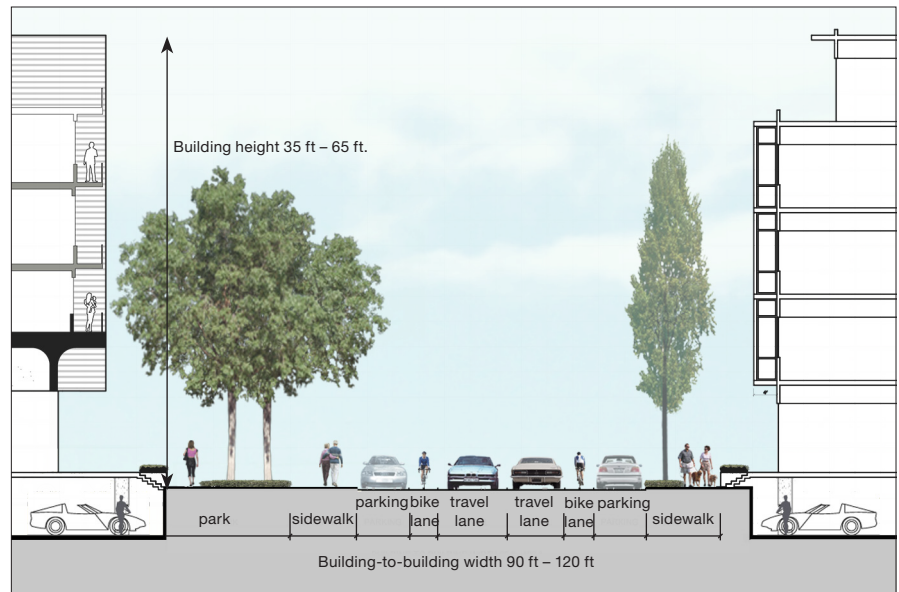 Building height 35 ft – 65 ft.
park
sidewalk
parking
bike
lane
travel
lane
travel
lane
bike
lane
parking
sidewalk
Building-to-building width 90 ft – 120 ft